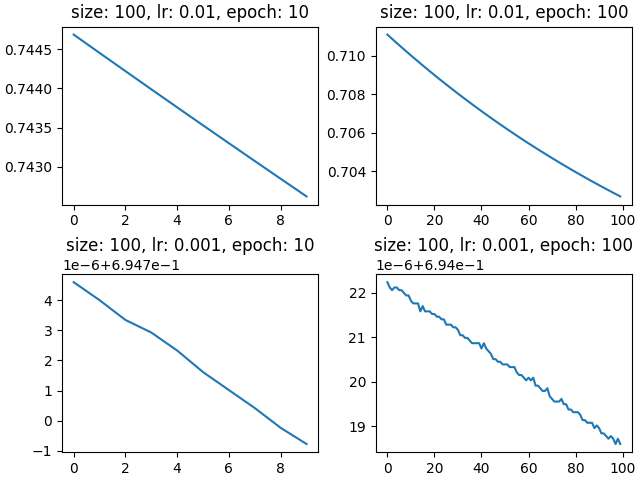 size: 100, lr: 0.01, epoch: 10
0.7445
0.7440
0.7435
0.7430
0 2 4 6 8
size: 100, lr: 0.01, epoch: 100
0.710
0.708
0.706
0.704
0 20 40 60 80 100
size: 100, lr: 0.001, epoch: 10
1e−6+6.947e−1
4
3
2
1
0
−1
0 2 4 6 8
size: 100, lr: 0.001, epoch: 100
1e−6+6.94e−1
22
21
20
19
0 20 40 60 80 100